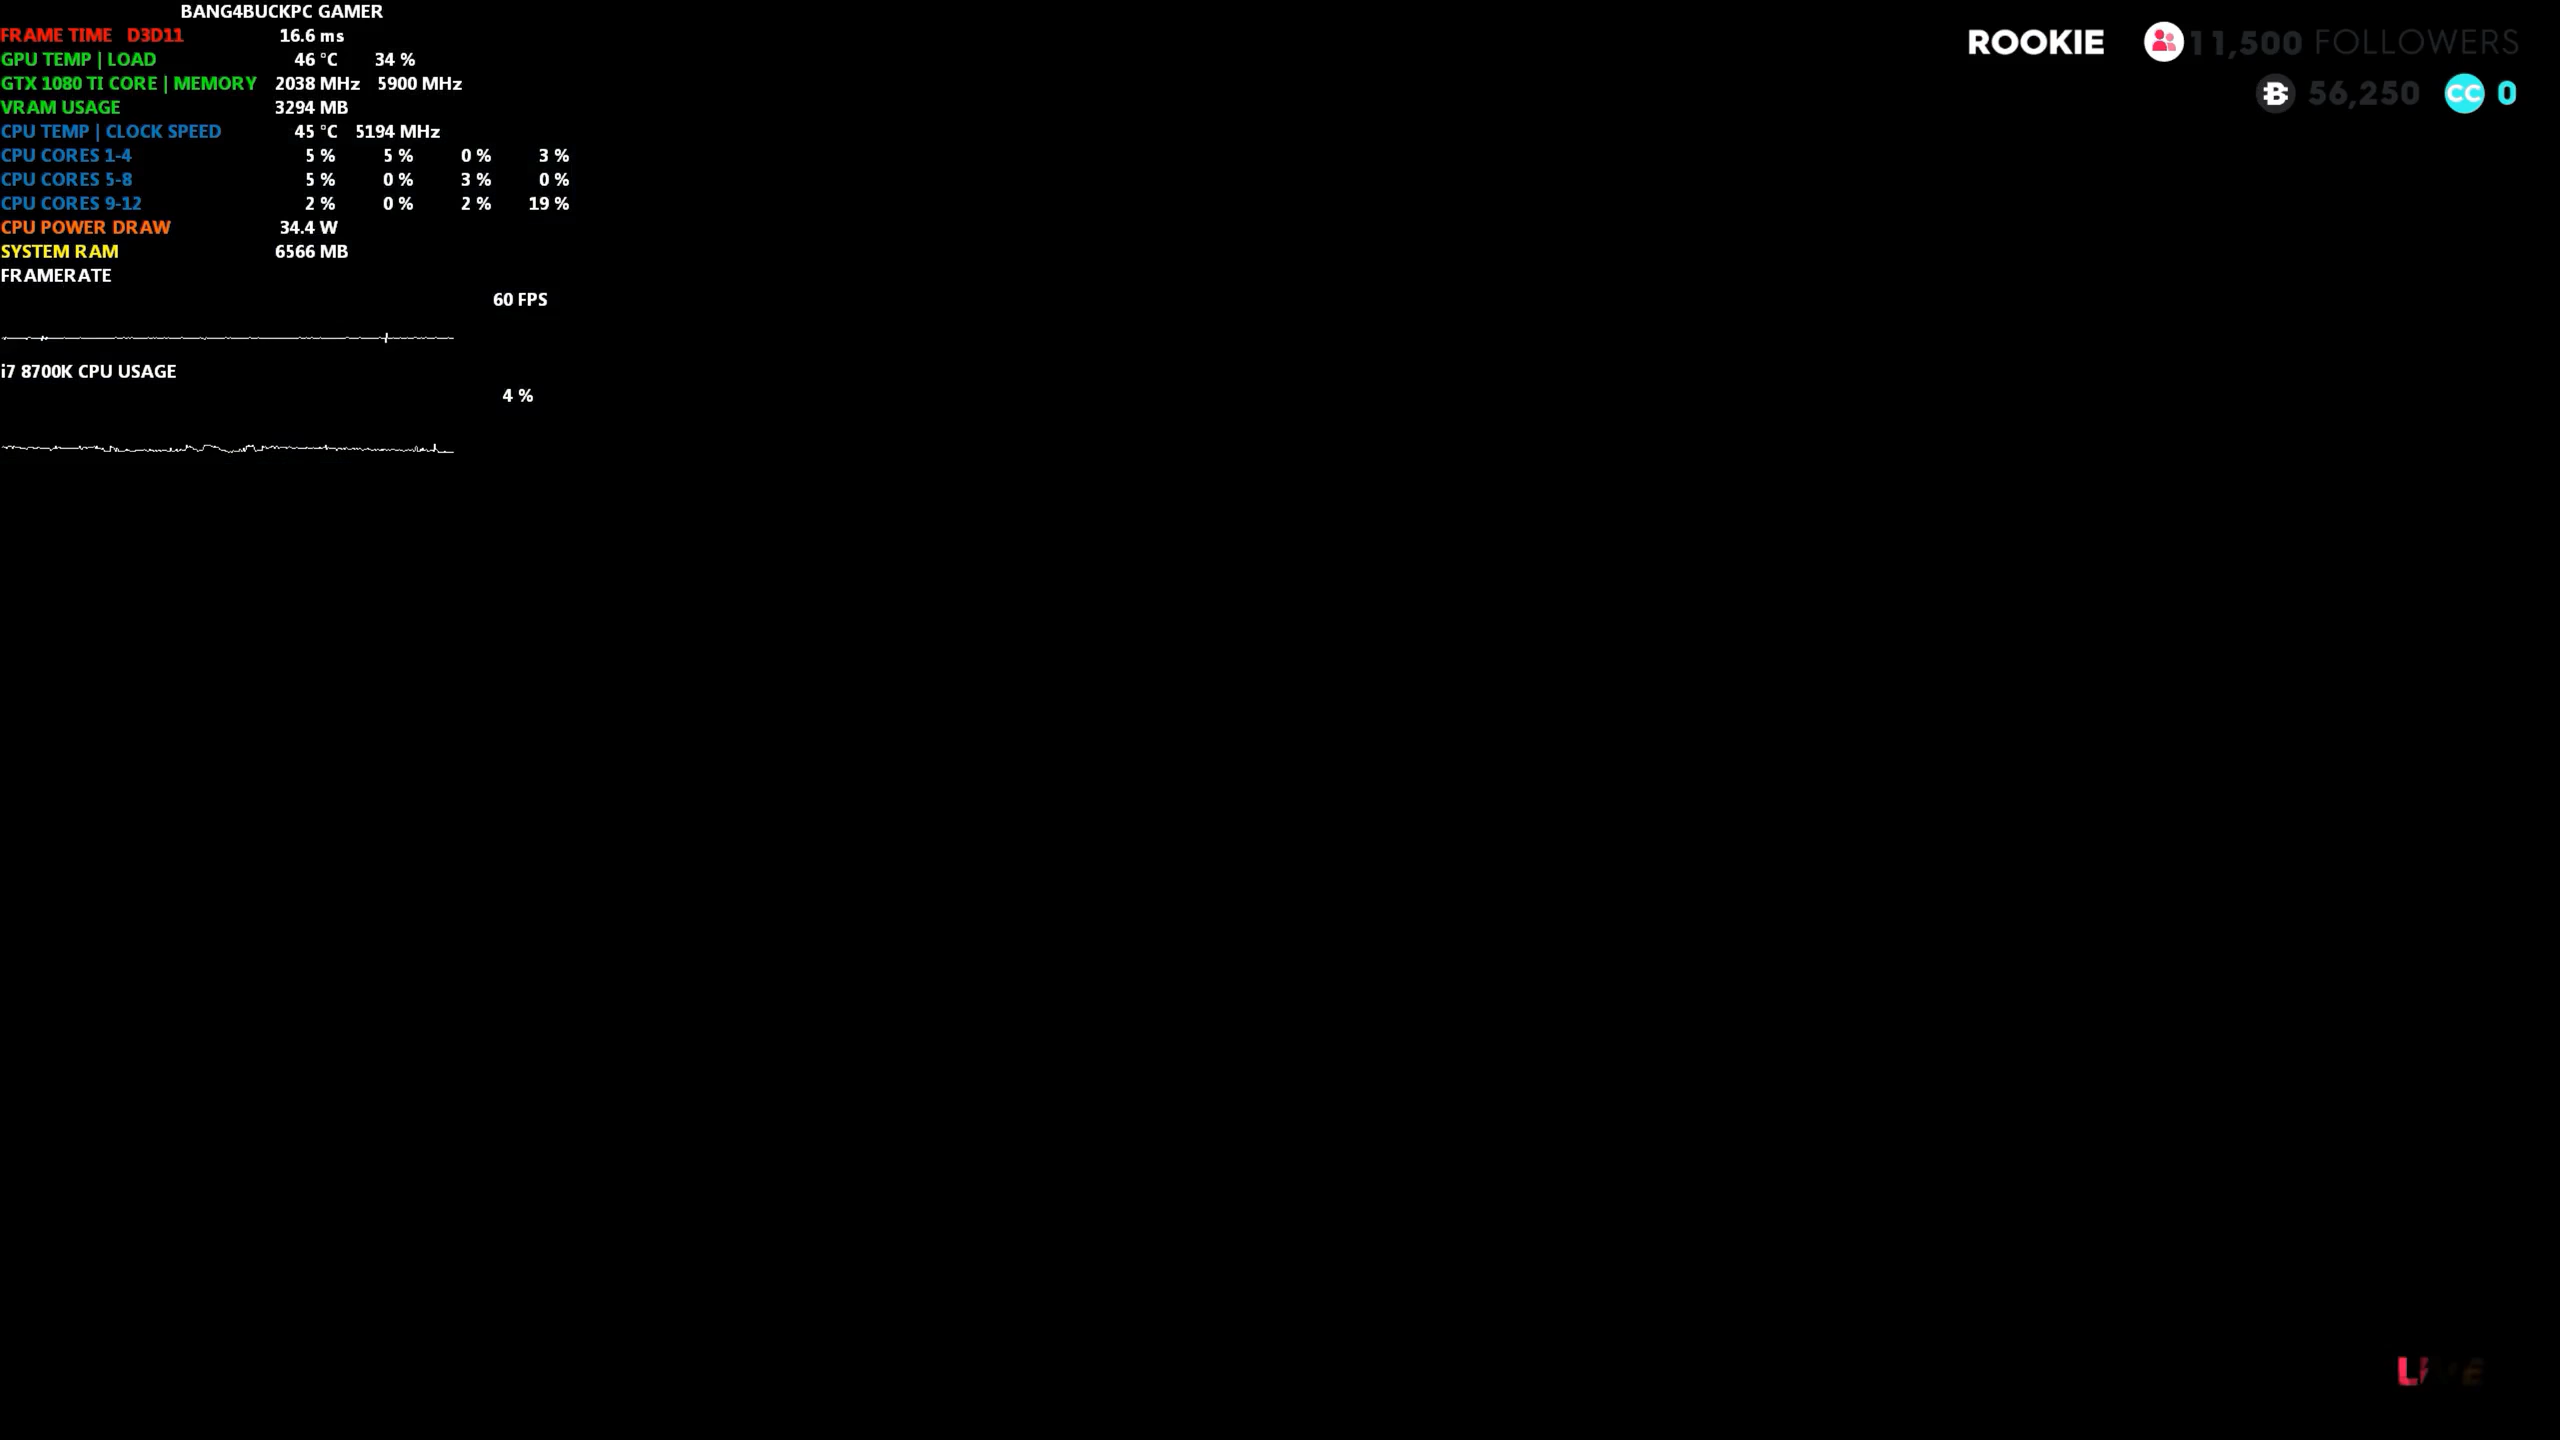 BANG4BUCKPC GAMER
FRAME TIME D3D11 16.6 ms
GPU TEMP | LOAD 46 °C 34 %
GTX 1080 TI CORE | MEMORY 2038 MHz 5900 MHz
VRAM USAGE 3294 MB
CPU TEMP | CLOCK SPEED 45 °C 5194 MHz
CPU CORES 1-4 5 % 5 % 0 % 3 %
CPU CORES 5-8 5 % 0 % 3 % 0 %
CPU CORES 9-12 2 % 0 % 2 % 19 %
CPU POWER DRAW 34.4 W
SYSTEM RAM 6566 MB
FRAMERATE
60 FPS
i7 8700K CPU USAGE
4 %
ROOKIE 11,500 FOLLOWERS
56,250 CC 0